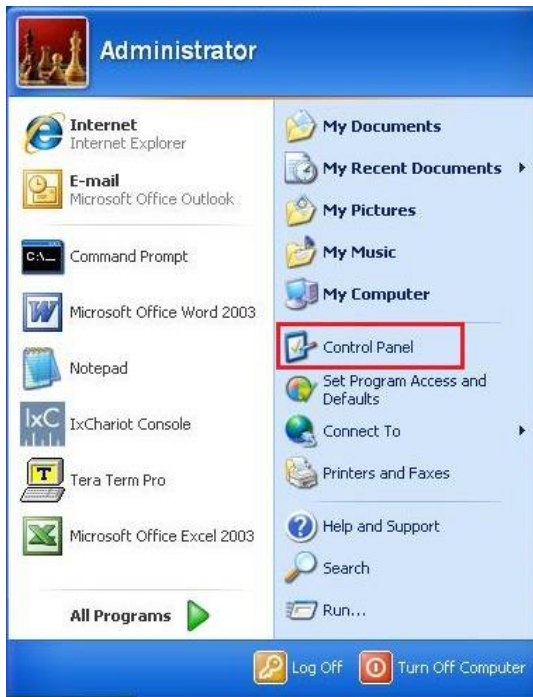 Administrator
Internet
Internet Explorer
E-mail
Microsoft Office Outlook
C:\_
Command Prompt
W
Microsoft Office Word 2003
Notepad
IxC
IxChariot Console
T
Tera Term Pro
Microsoft Office Excel 2003
All Programs
My Documents
My Recent Documents
My Pictures
My Music
My Computer
Control Panel
Set Program Access and
Defaults
Connect To
Printers and Faxes
Help and Support
Search
Run...
Log Off
Turn Off Computer